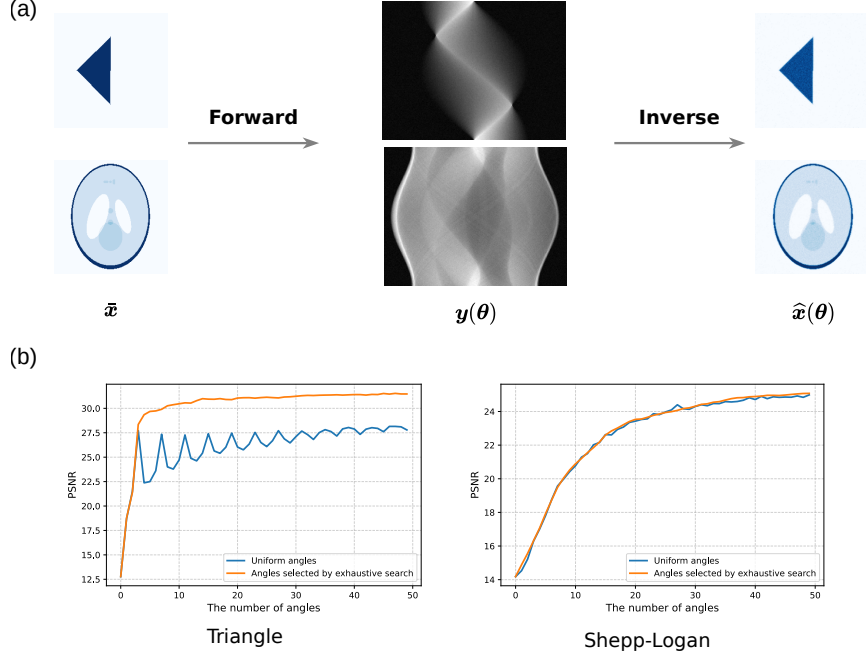 (a)
Forward
Inverse
x̄
y(θ)
x̂(θ)
(b)
30.0
27.5
25.0
22.5
20.0
17.5
15.0
12.5
PSNR
0 10 20 30 40 50
The number of angles
Uniform angles
Angles selected by exhaustive search
Triangle
24
22
20
18
16
14
PSNR
0 10 20 30 40 50
The number of angles
Uniform angles
Angles selected by exhaustive search
Shepp-Logan